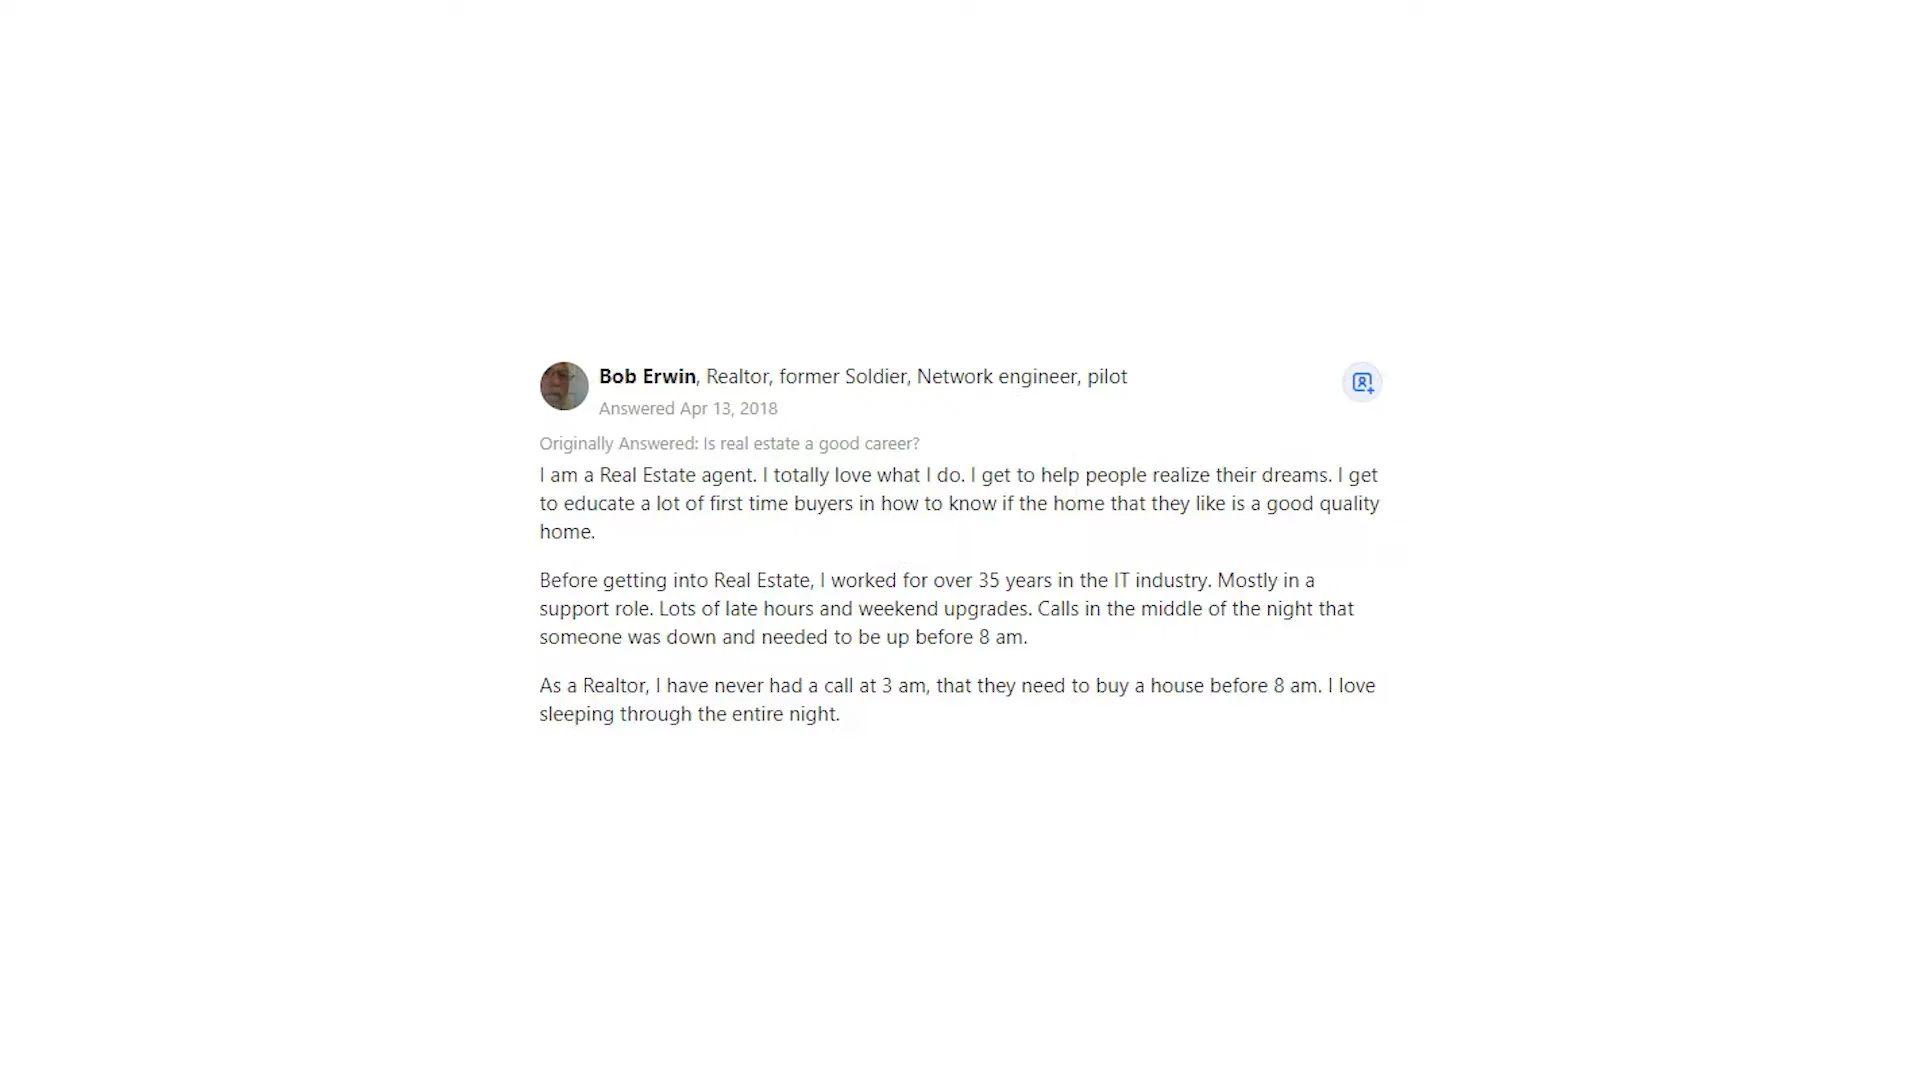 Bob Erwin, Realtor, former Soldier, Network engineer, pilot
Answered Apr 13, 2018
Originally Answered: Is real estate a good career?
I am a Real Estate agent. I totally love what I do. I get to help people realize their dreams. I get
to educate a lot of first time buyers in how to know if the home that they like is a good quality
home.
Before getting into Real Estate, I worked for over 35 years in the IT industry. Mostly in a
support role. Lots of late hours and weekend upgrades. Calls in the middle of the night that
someone was down and needed to be up before 8 am.
As a Realtor, I have never had a call at 3 am, that they need to buy a house before 8 am. I love
sleeping through the entire night.